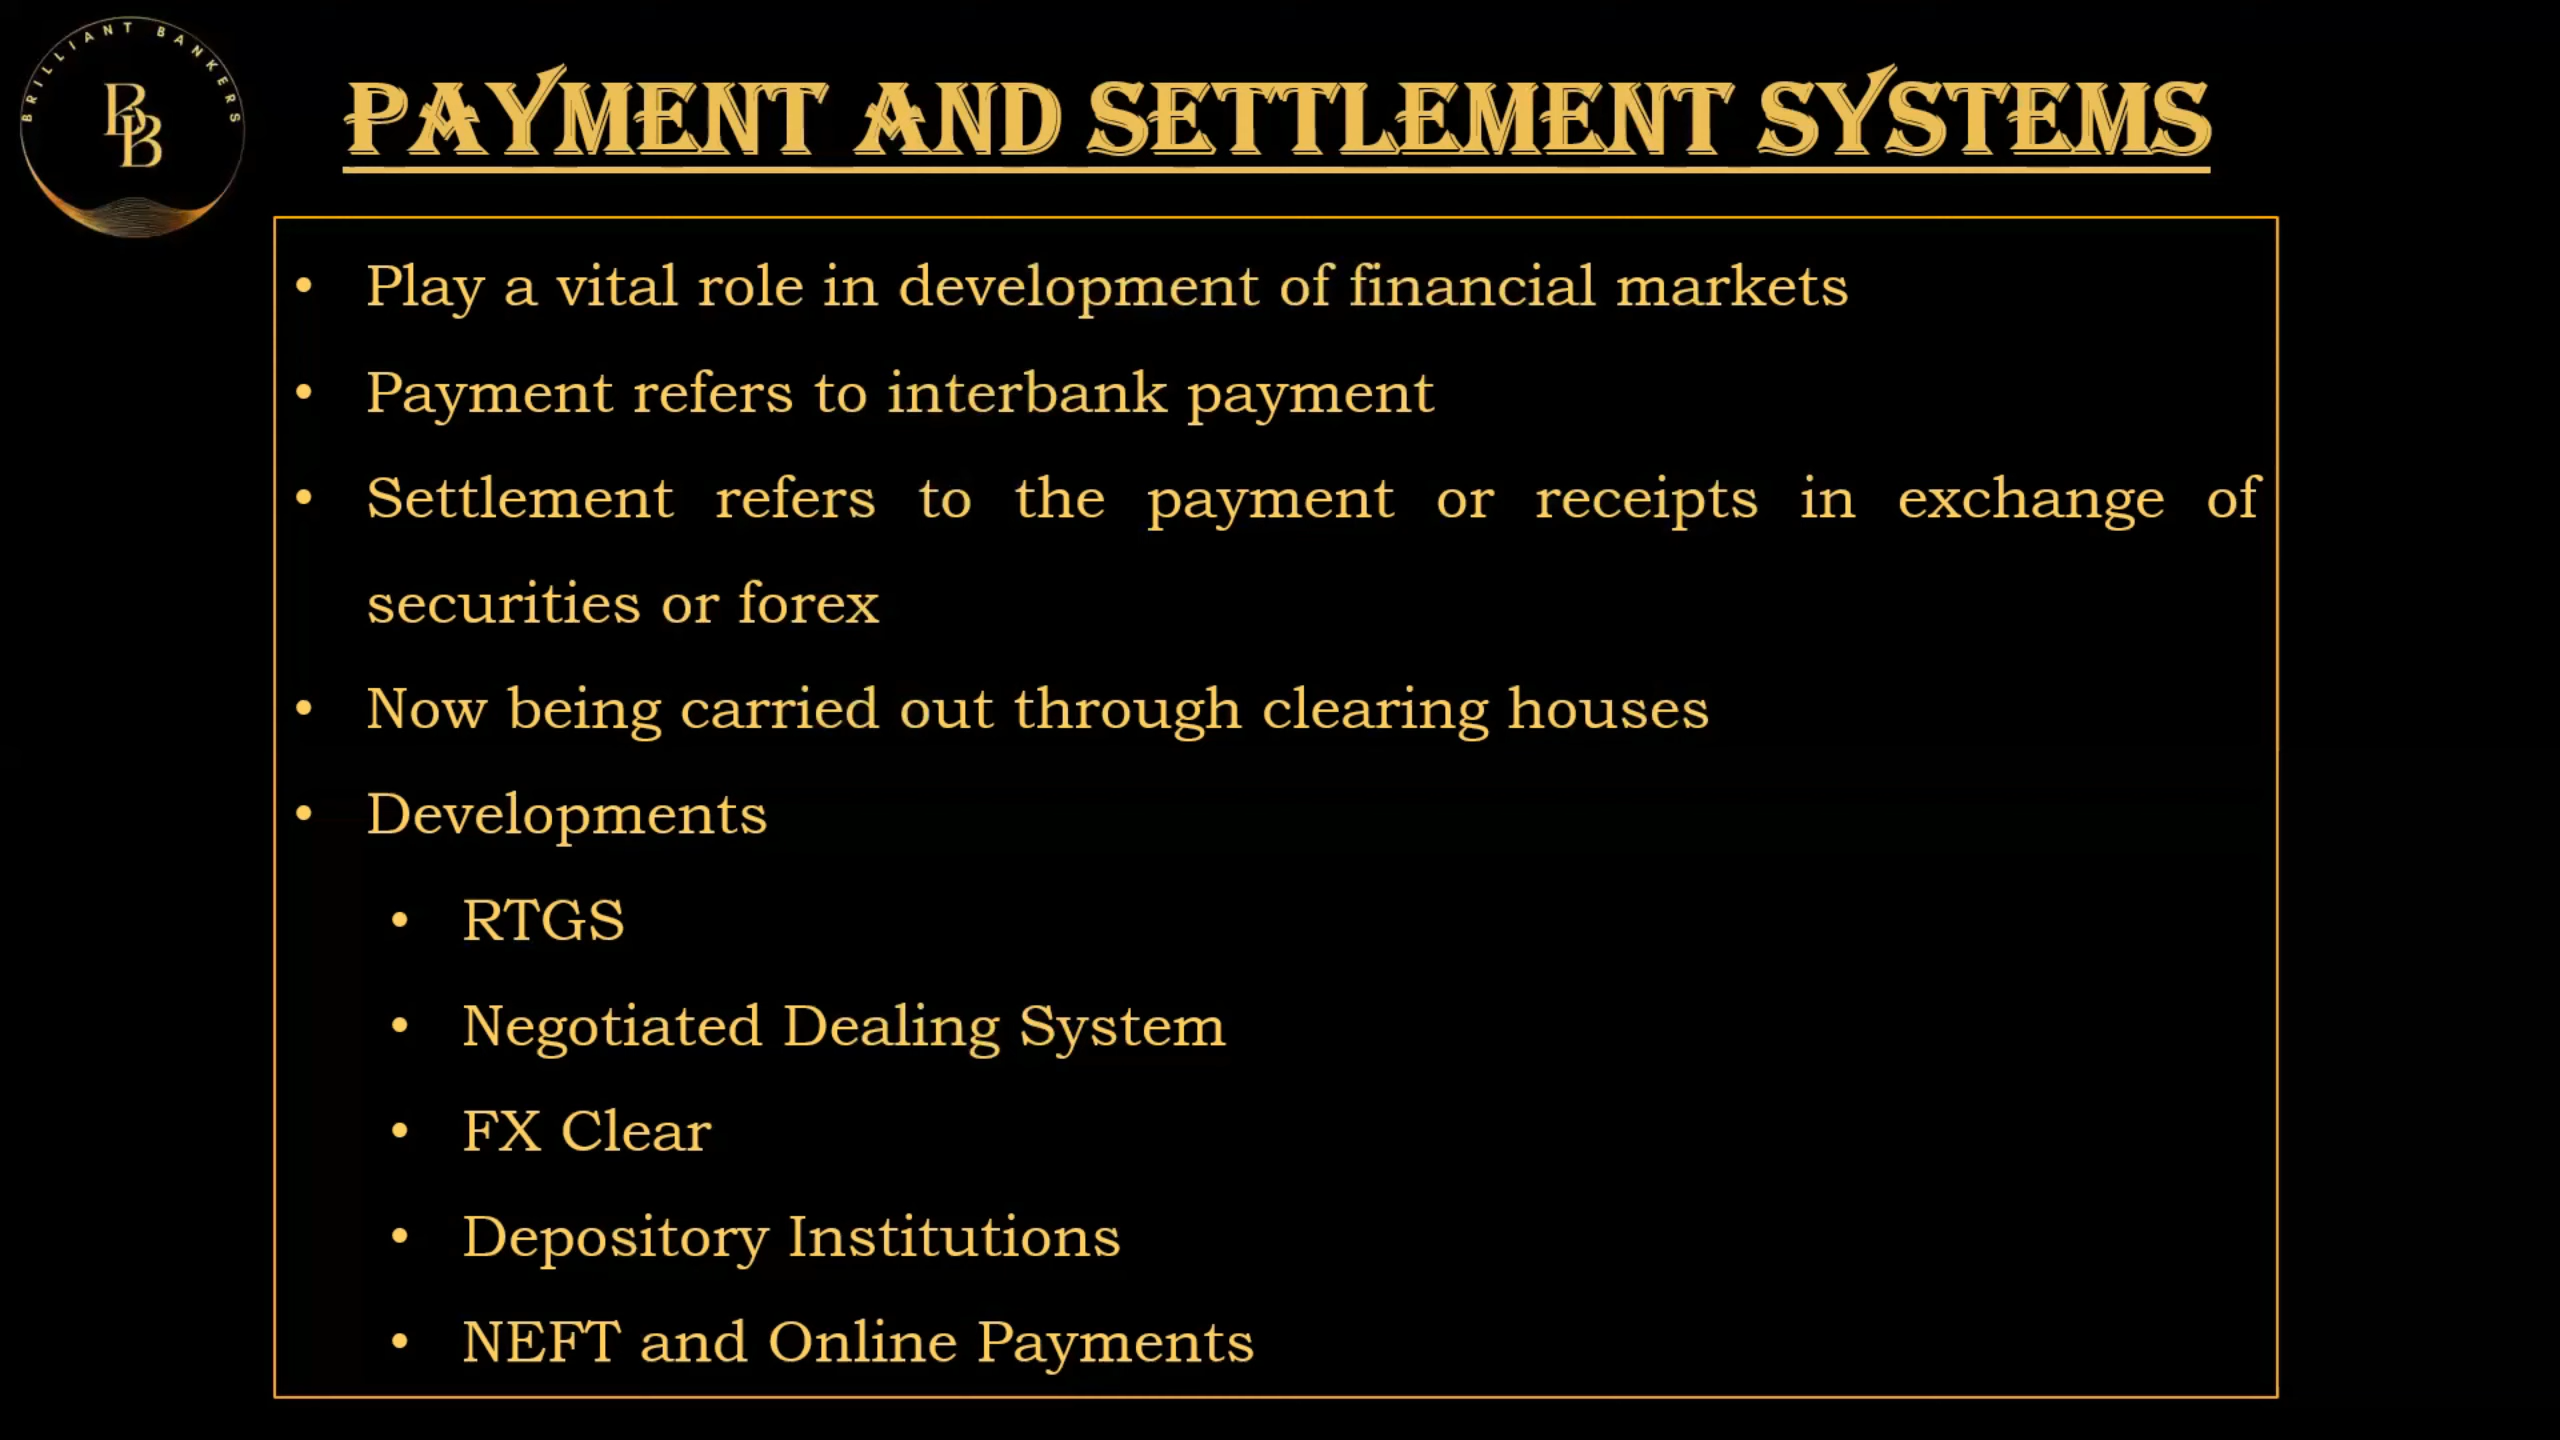 BRILLIANT BANKERS
BB
PAYMENT AND SETTLEMENT SYSTEMS
• Play a vital role in development of financial markets
• Payment refers to interbank payment
• Settlement refers to the payment or receipts in exchange of
securities or forex
• Now being carried out through clearing houses
• Developments
• RTGS
• Negotiated Dealing System
• FX Clear
• Depository Institutions
• NEFT and Online Payments